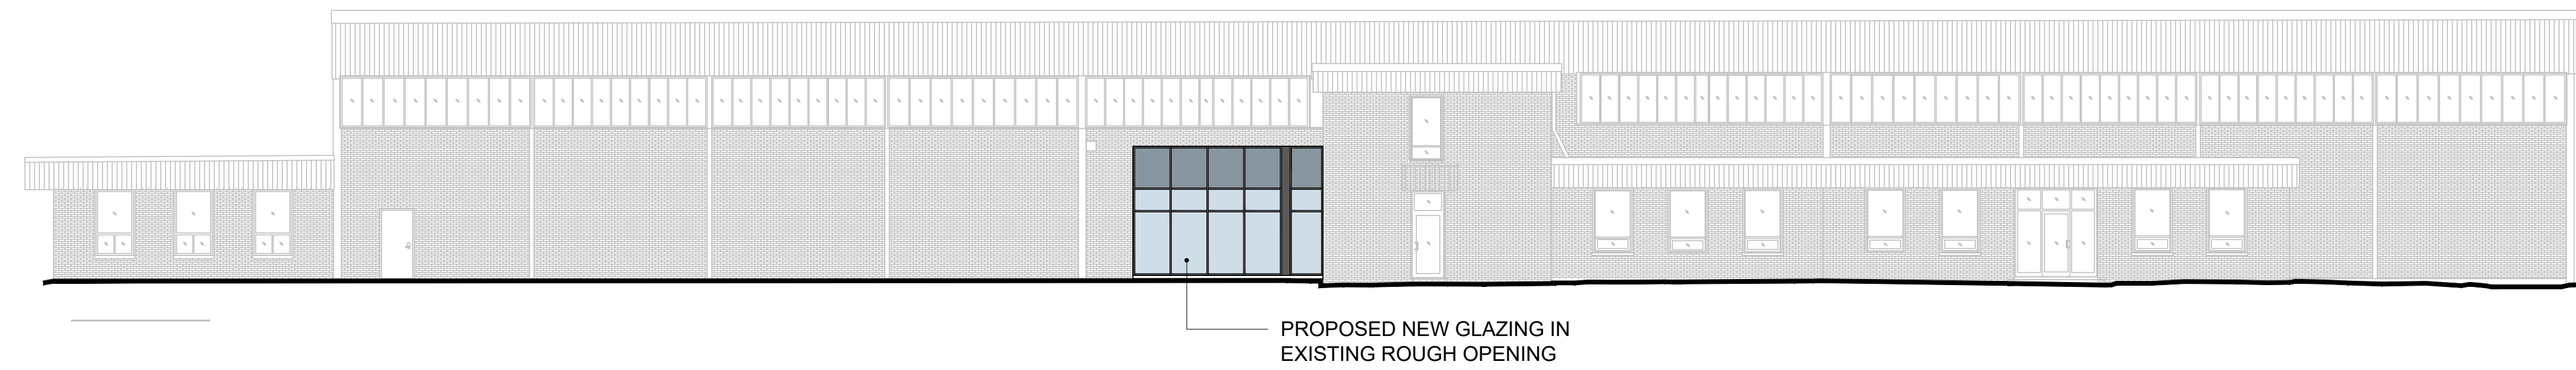 PROPOSED NEW GLAZING IN
EXISTING ROUGH OPENING